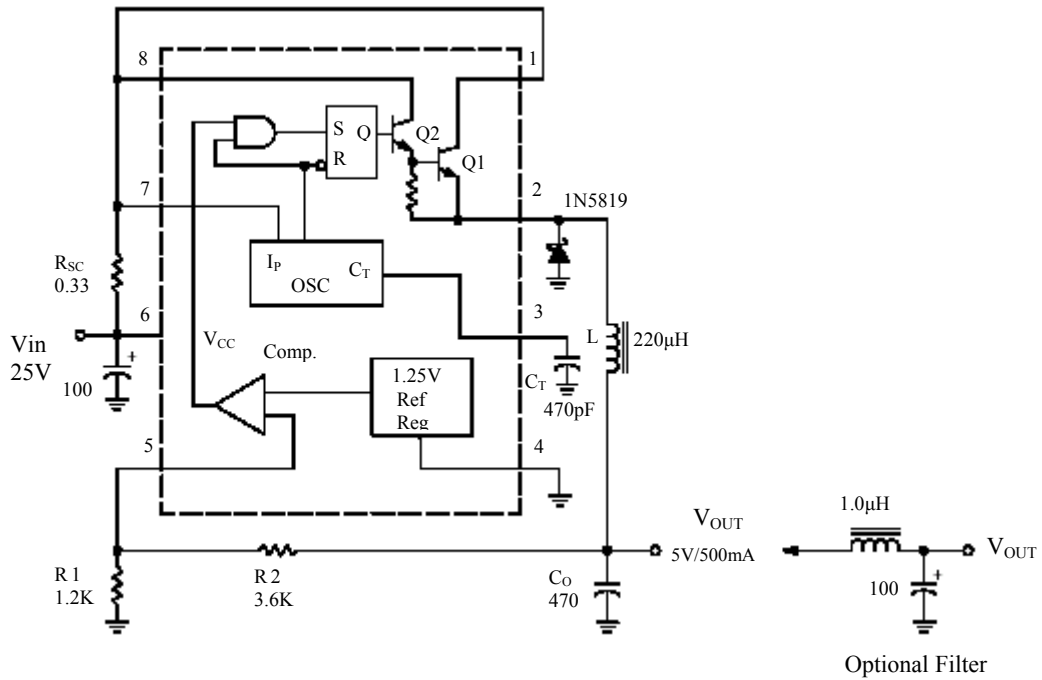 8
1
S
Q
R
Q2
Q1
7
2
1N5819
I_P
C_T
OSC
R_SC
0.33
6
3
Vin
25V
V_CC
Comp.
L
220μH
100
+
1.25V
Ref
Reg
C_T
470pF
5
4
V_OUT
5V/500mA
1.0μH
V_OUT
R 1
1.2K
R 2
3.6K
C_O
470
100
+
Optional Filter